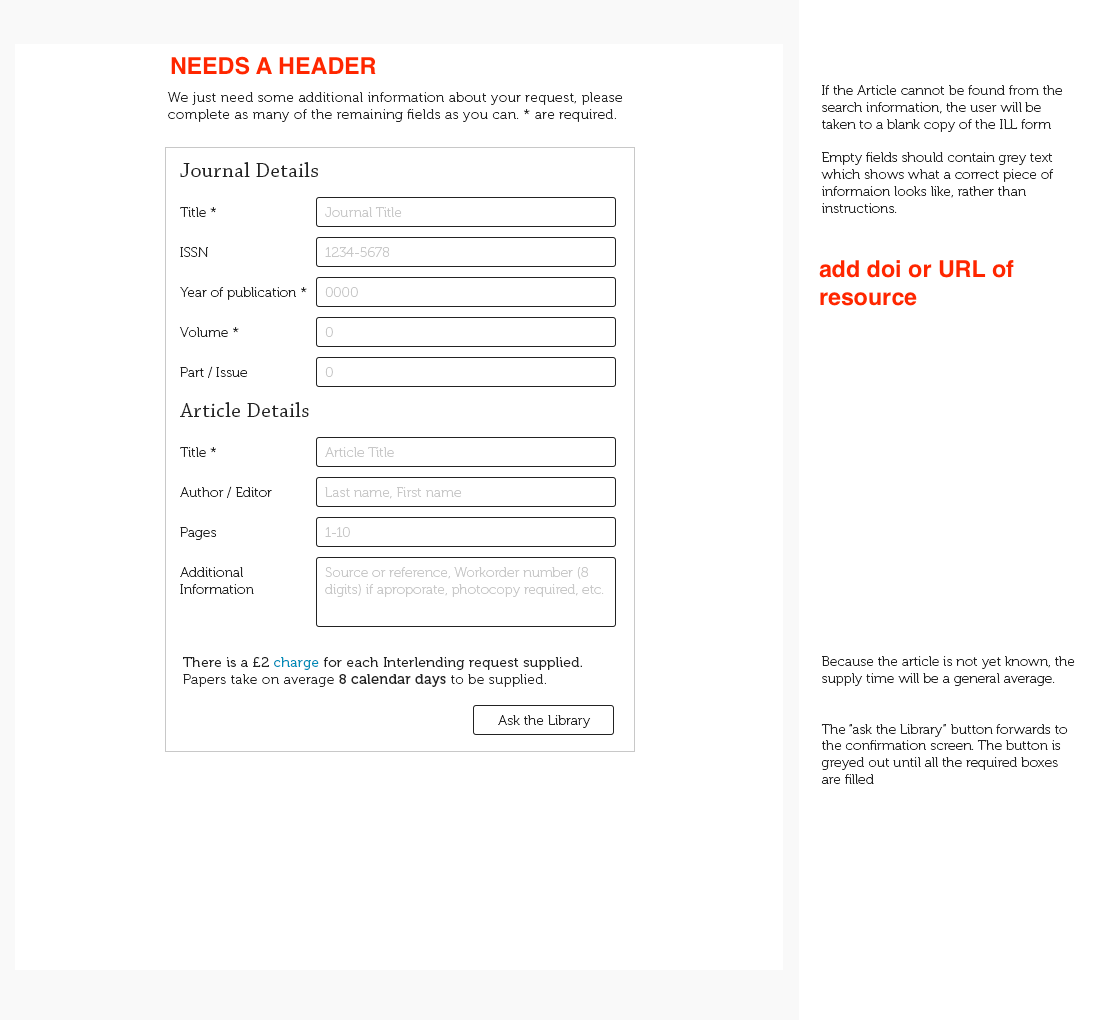 NEEDS A HEADER
We just need some additional information about your request, please
complete as many of the remaining fields as you can. * are required.
Journal Details
Title *
Journal Title
ISSN
1234-5678
Year of publication *
0000
Volume *
0
Part / Issue
0
Article Details
Title *
Article Title
Author / Editor
Last name, First name
Pages
1-10
Additional
Information
Source or reference, Workorder number (8
digits) if aproporate, photocopy required, etc.
There is a £2 charge for each Interlending request supplied.
Papers take on average 8 calendar days to be supplied.
Ask the Library
If the Article cannot be found from the
search information, the user will be
taken to a blank copy of the ILL form
Empty fields should contain grey text
which shows what a correct piece of
informaion looks like, rather than
instructions.
add doi or URL of
resource
Because the article is not yet known, the
supply time will be a general average.
The "ask the Library" button forwards to
the confirmation screen. The button is
greyed out until all the required boxes
are filled